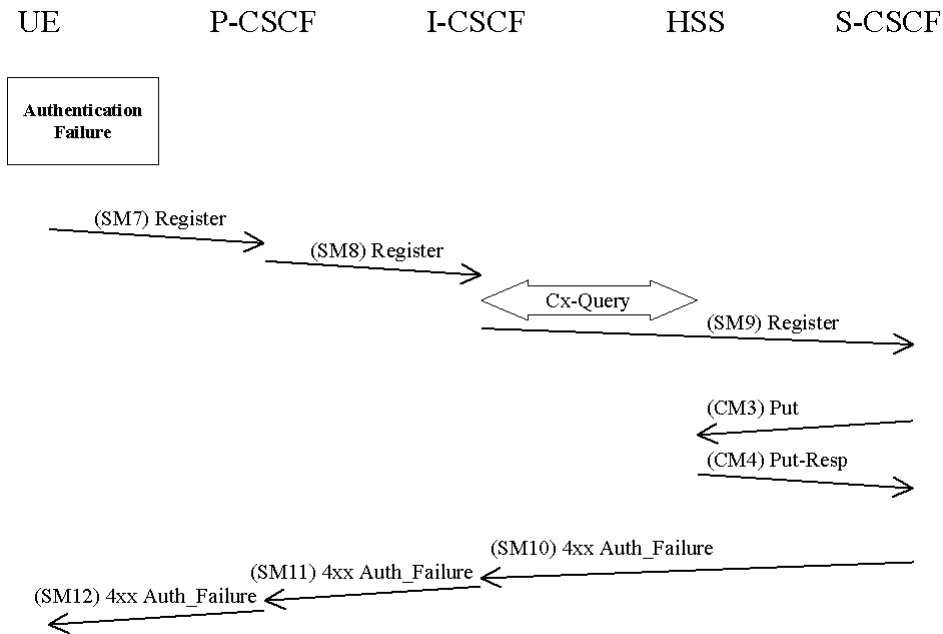 UE P-CSCF I-CSCF HSS S-CSCF
Authentication
Failure
(SM7) Register
(SM8) Register
Cx-Query
(SM9) Register
(CM3) Put
(CM4) Put-Resp
(SM10) 4xx Auth_Failure
(SM11) 4xx Auth_Failure
(SM12) 4xx Auth_Failure